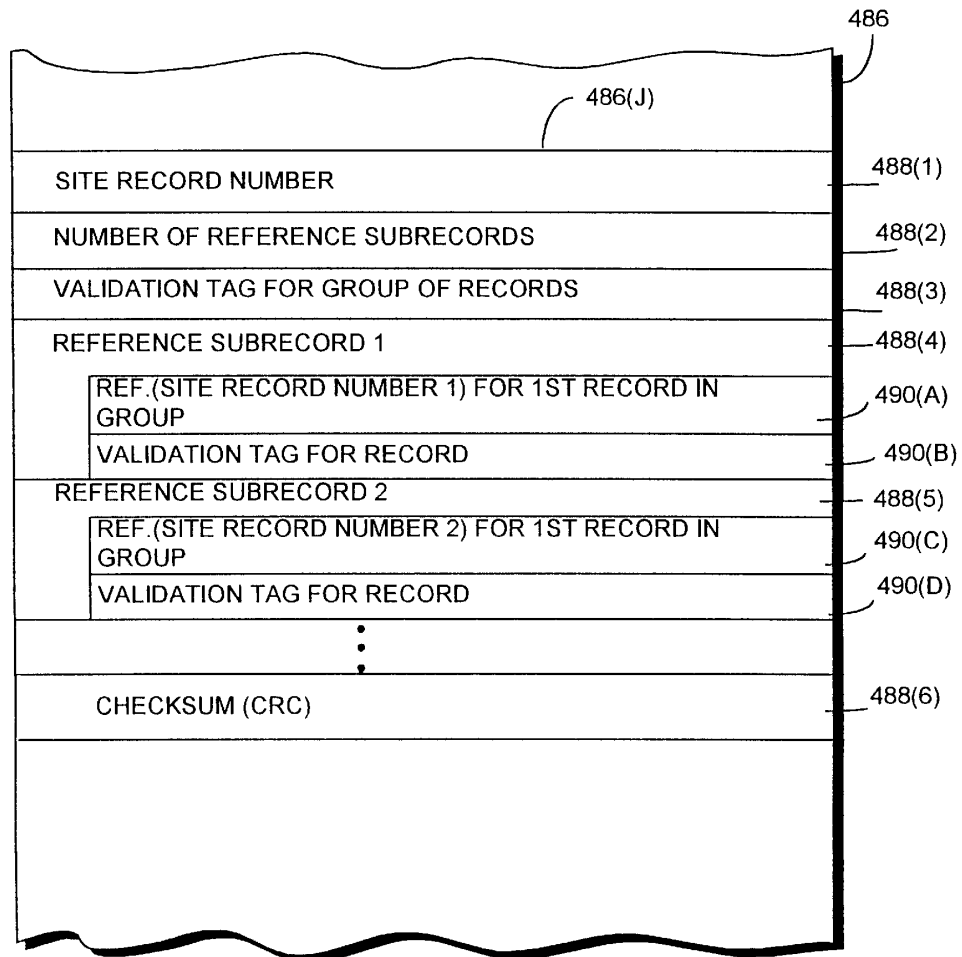 486
486(J)
SITE RECORD NUMBER
488(1)
NUMBER OF REFERENCE SUBRECORDS
488(2)
VALIDATION TAG FOR GROUP OF RECORDS
488(3)
REFERENCE SUBRECORD 1
488(4)
REF.(SITE RECORD NUMBER 1) FOR 1ST RECORD IN
GROUP
490(A)
VALIDATION TAG FOR RECORD
490(B)
REFERENCE SUBRECORD 2
488(5)
REF.(SITE RECORD NUMBER 2) FOR 1ST RECORD IN
GROUP
490(C)
VALIDATION TAG FOR RECORD
490(D)
CHECKSUM (CRC)
488(6)